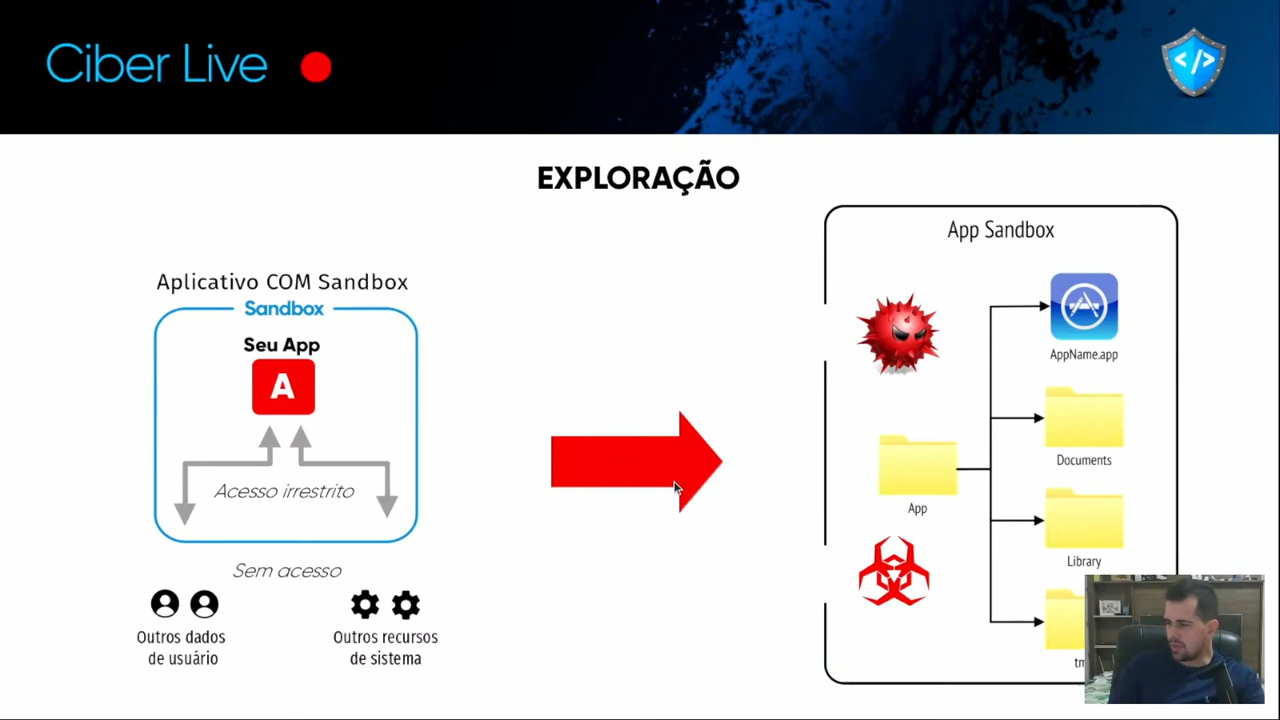 Ciber Live
</>
EXPLORAÇÃO
Aplicativo COM Sandbox
Sandbox
Seu App
A
Acesso irrestrito
Sem acesso
Outros dados
de usuário
Outros recursos
de sistema
App Sandbox
AppName.app
Documents
App
Library